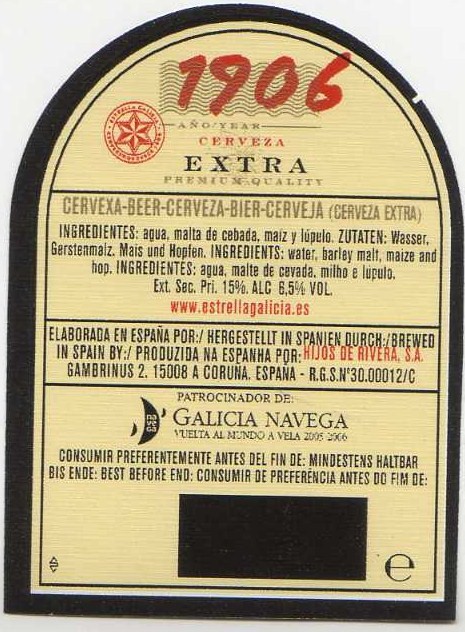 1906
AÑO/YEAR
CERVEZA
EXTRA
PREMIUM QUALITY
CERVEXA-BEER-CERVEZA-BIER-CERVEJA (CERVEZA EXTRA)
INGREDIENTES: agua, malta de cebada, maíz y lúpulo. ZUTATEN: Wasser,
Gerstenmalz, Mais und Hopfen. INGREDIENTS: water, barley malt, maize and
hop. INGREDIENTES: agua, malte de cevada, milho e lupulo.
Ext. Sec. Pri. 15%. ALC 6,5% VOL.
www.estrellagalicia.es
ELABORADA EN ESPAÑA POR:/ HERGESTELLT IN SPANIEN DURCH:/BREWED
IN SPAIN BY:/ PRODUZIDA NA ESPANHA POR: HIJOS DE RIVERA, S.A.
GAMBRINUS 2. 15008 A CORUÑA. ESPAÑA - R.G.S.N°30.00012/C
PATROCINADOR DE:
GALICIA NAVEGA
VUELTA AL MUNDO A VELA 2005-2006
CONSUMIR PREFERENTEMENTE ANTES DEL FIN DE: MINDESTENS HALTBAR
BIS ENDE: BEST BEFORE END: CONSUMIR DE PREFERÊNCIA ANTES DO FIM DE:
e